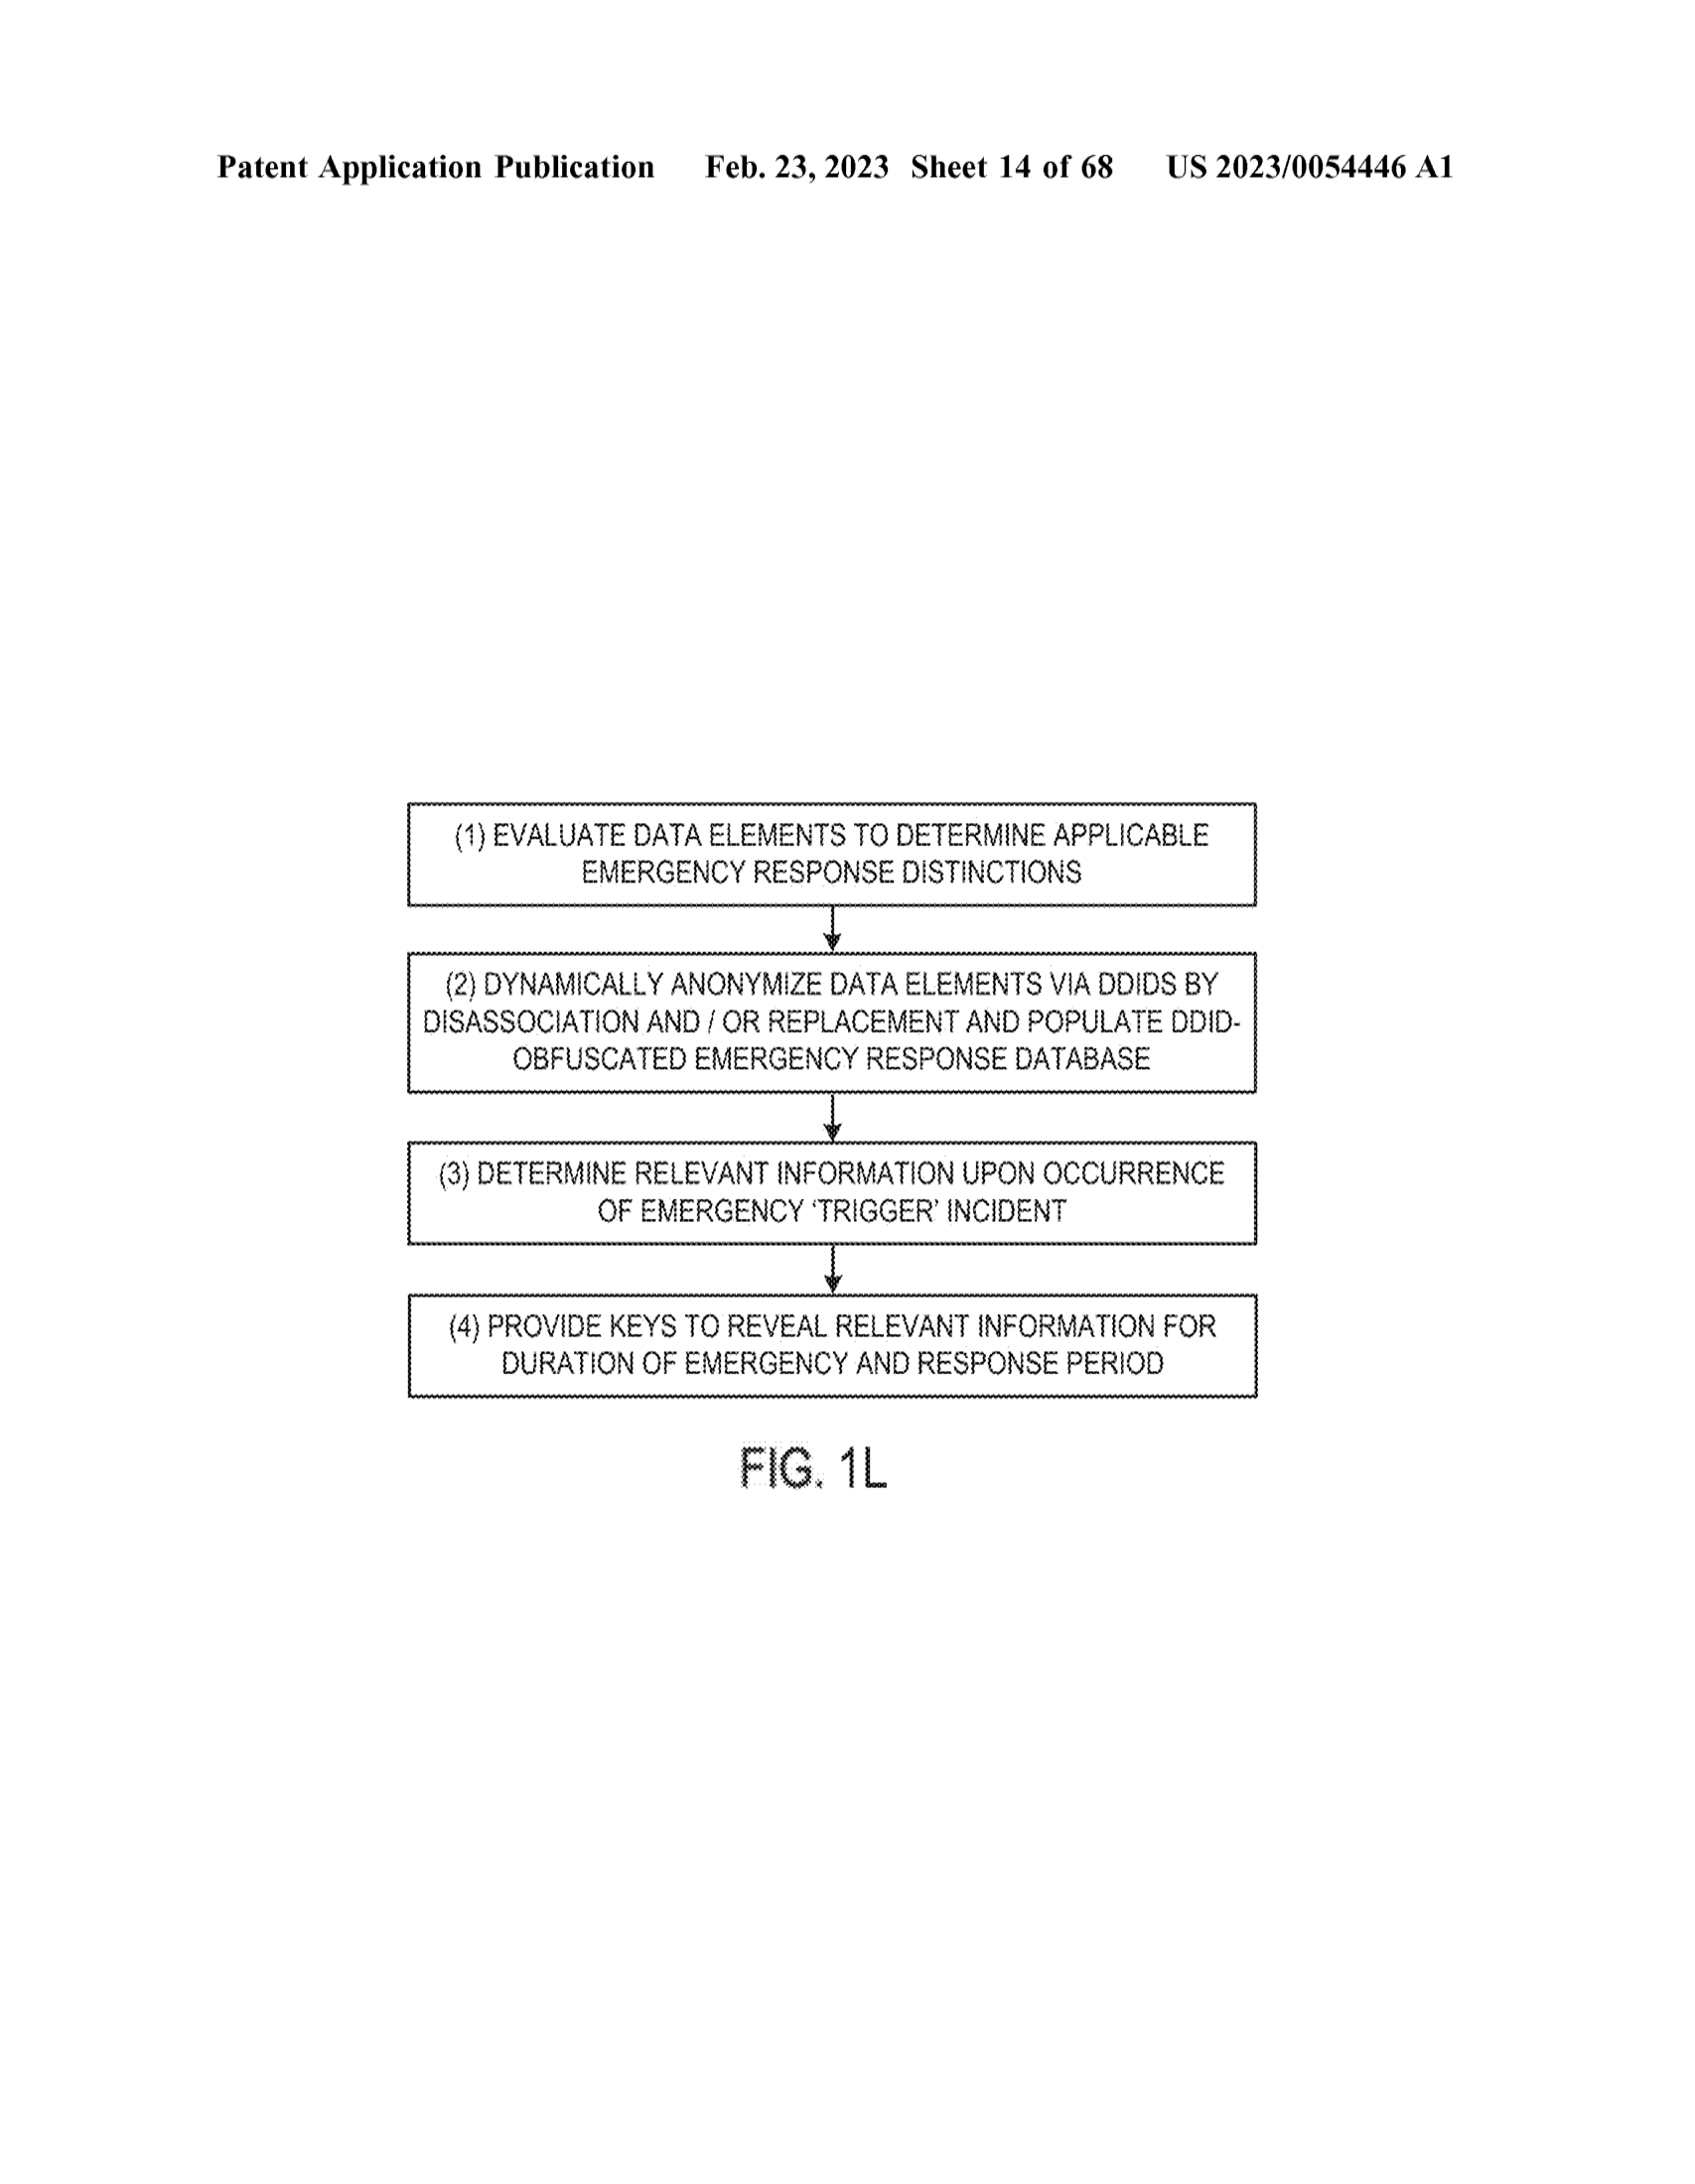 Patent Application Publication Feb. 23, 2023 Sheet 14 of 68 US 2023/0054446 A1
(1) EVALUATE DATA ELEMENTS TO DETERMINE APPLICABLE
EMERGENCY RESPONSE DISTINCTIONS
(2) DYNAMICALLY ANONYMIZE DATA ELEMENTS VIA DDIDS BY
DISASSOCIATION AND / OR REPLACEMENT AND POPULATE DDID-
OBFUSCATED EMERGENCY RESPONSE DATABASE
(3) DETERMINE RELEVANT INFORMATION UPON OCCURRENCE
OF EMERGENCY ‘TRIGGER’ INCIDENT
(4) PROVIDE KEYS TO REVEAL RELEVANT INFORMATION FOR
DURATION OF EMERGENCY AND RESPONSE PERIOD
FIG. 1L